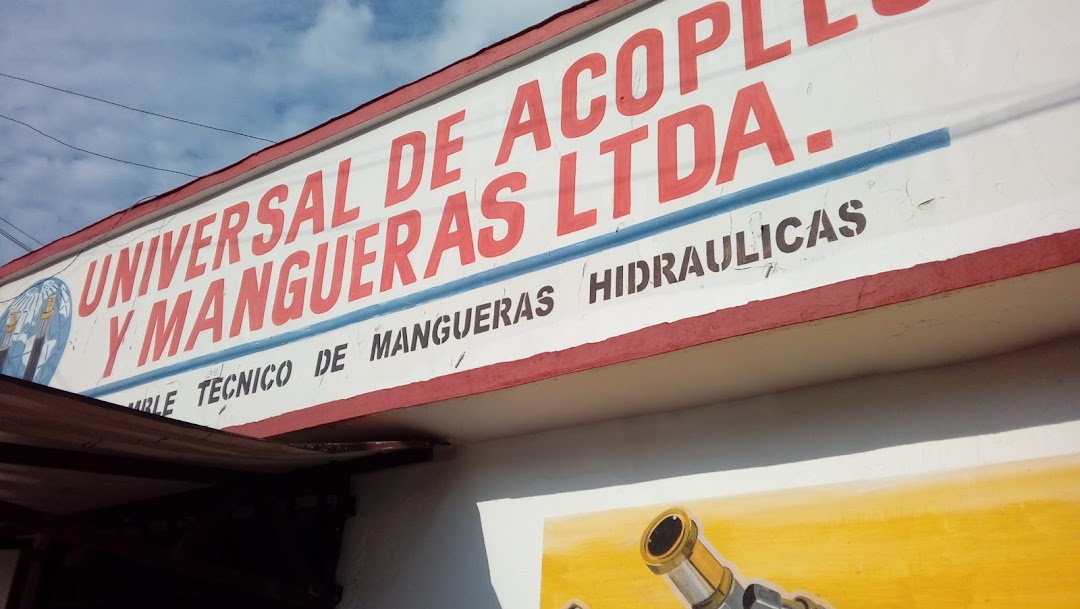 UNIVERSAL DE ACOPLES
Y MANGUERAS LTDA.
TECNICO DE MANGUERAS HIDRAULICAS